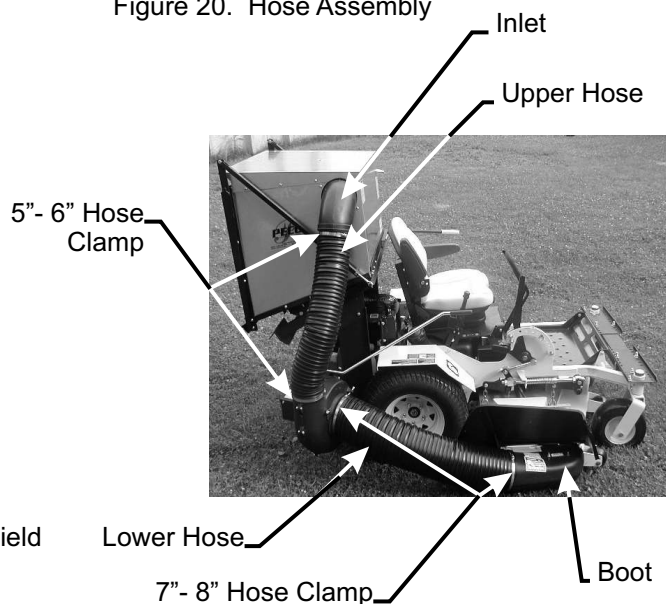 Figure 20. Hose Assembly
Inlet
Upper Hose
5”- 6” Hose
Clamp
PECO
ield
Lower Hose
7”- 8” Hose Clamp
Boot